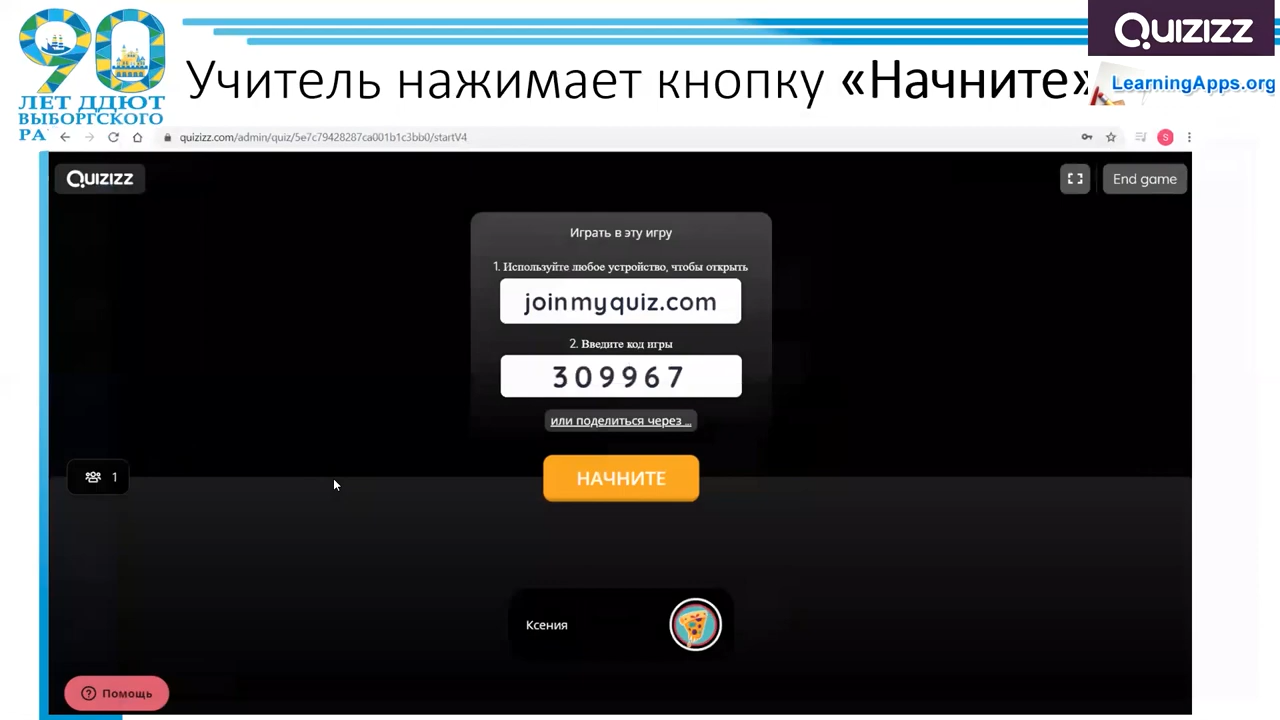 90
ЛЕТ ДДЮТ
ВЫБОРГСКОГО
РА
Учитель нажимает кнопку «Начните»
Quizizz
LearningApps.org
quizizz.com/admin/quiz/5e7c79428287ca001b1c3bb0/startV4
S
Quizizz
End game
Играть в эту игру
1. Используйте любое устройство, чтобы открыть
joinmyquiz.com
2. Введите код игры
309967
или поделиться через ...
1
НАЧНИТЕ
Ксения
Помощь